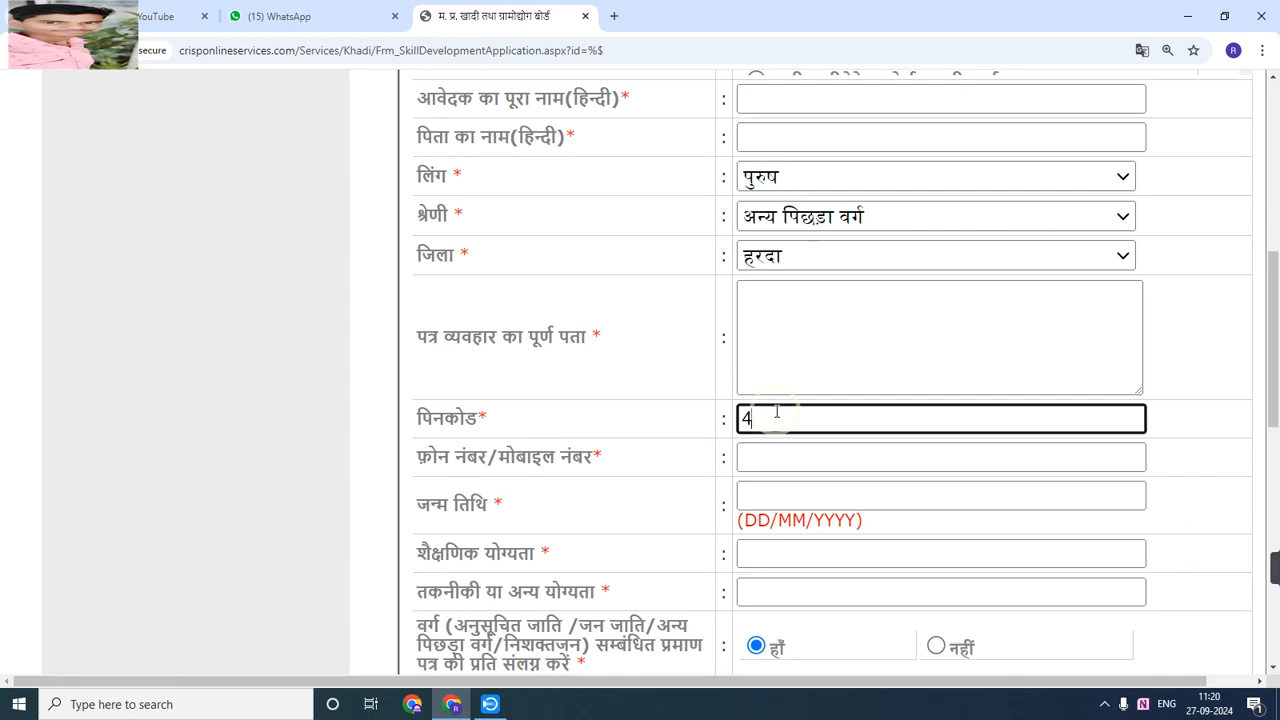 YouTube
(15) WhatsApp
म. प्र. खादी तथा ग्रामोद्योग बोर्ड
secure
crisponlineservices.com/Services/Khadi/Frm_SkillDevelopmentApplication.aspx?id=%$
R
आवेदक का पूरा नाम(हिन्दी)* :
पिता का नाम(हिन्दी)* :
लिंग * : पुरुष
श्रेणी * : अन्य पिछड़ा वर्ग
जिला * : हरदा
पत्र व्यवहार का पूर्ण पता * :
पिनकोड* : 4
फ़ोन नंबर/मोबाइल नंबर* :
जन्म तिथि * :
(DD/MM/YYYY)
शैक्षणिक योग्यता * :
तकनीकी या अन्य योग्यता * :
वर्ग (अनुसूचित जाति /जन जाति/अन्य
पिछड़ा वर्ग/निशक्तजन) सम्बंधित प्रमाण : हाँ नहीं
पत्र की प्रति संलग्न करें *
Type here to search
ENG
11:20
27-09-2024